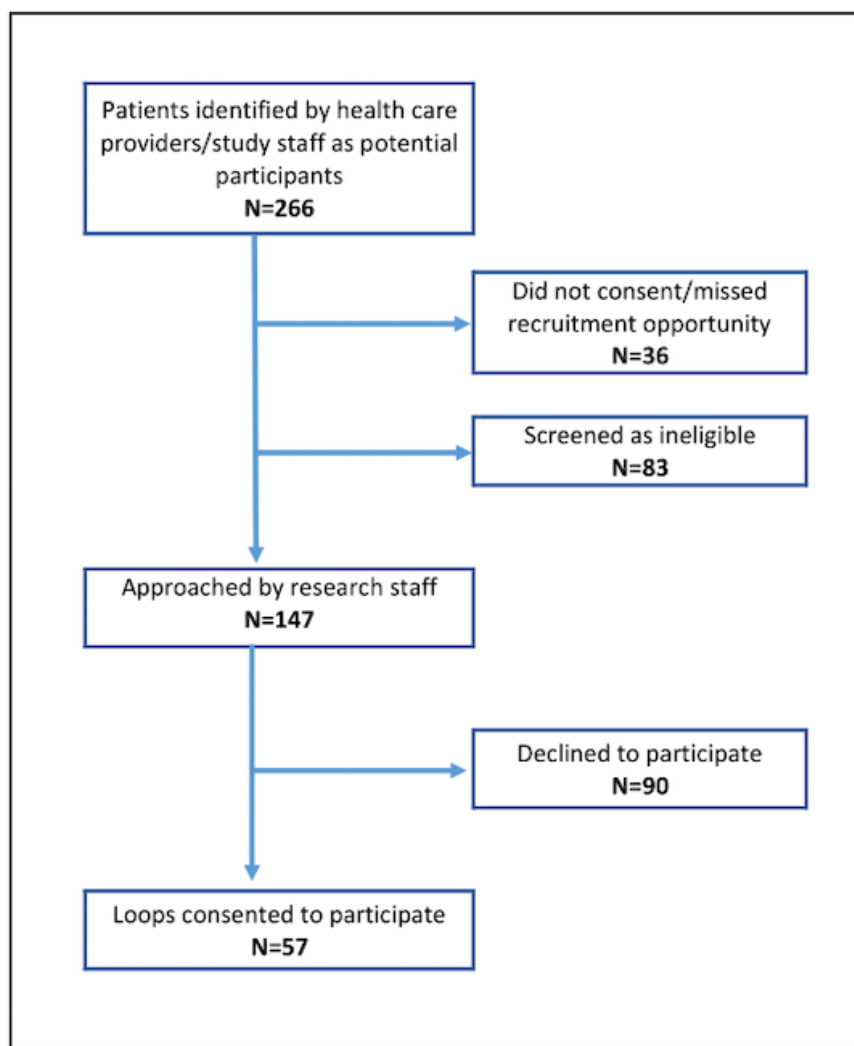 Patients identified by health care
providers/study staff as potential
participants
N=266
Did not consent/missed
recruitment opportunity
N=36
Screened as ineligible
N=83
Approached by research staff
N=147
Declined to participate
N=90
Loops consented to participate
N=57